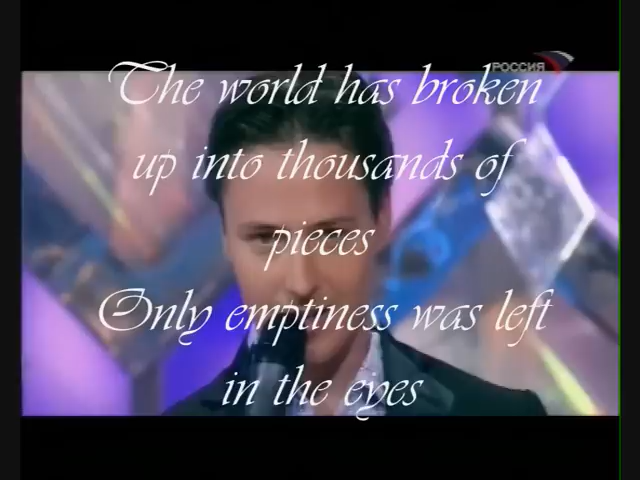 РОССИЯ
The world has broken
up into thousands of
pieces
Only emptiness was left
in the eyes